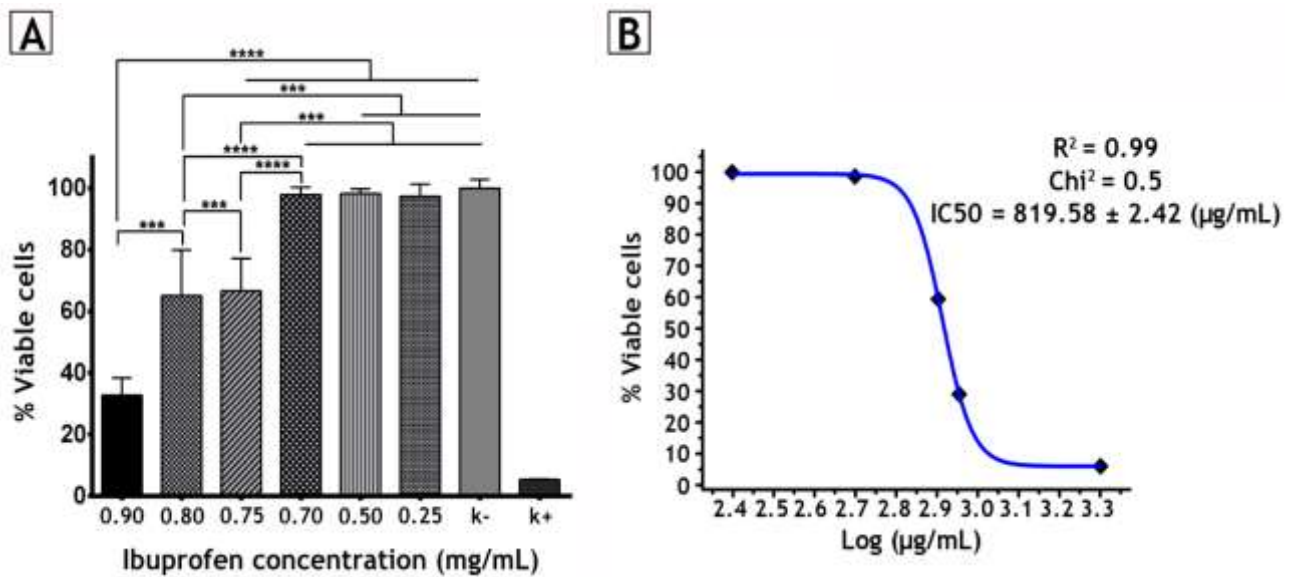 A
****
***
***
****
****
***
***
% Viable cells
100
80
60
40
20
0
0.90 0.80 0.75 0.70 0.50 0.25 k- k+
Ibuprofen concentration (mg/mL)
B
R² = 0.99
Chi² = 0.5
IC50 = 819.58 ± 2.42 (µg/mL)
% Viable cells
100
90
80
70
60
50
40
30
20
10
0
2.4 2.5 2.6 2.7 2.8 2.9 3.0 3.1 3.2 3.3
Log (µg/mL)